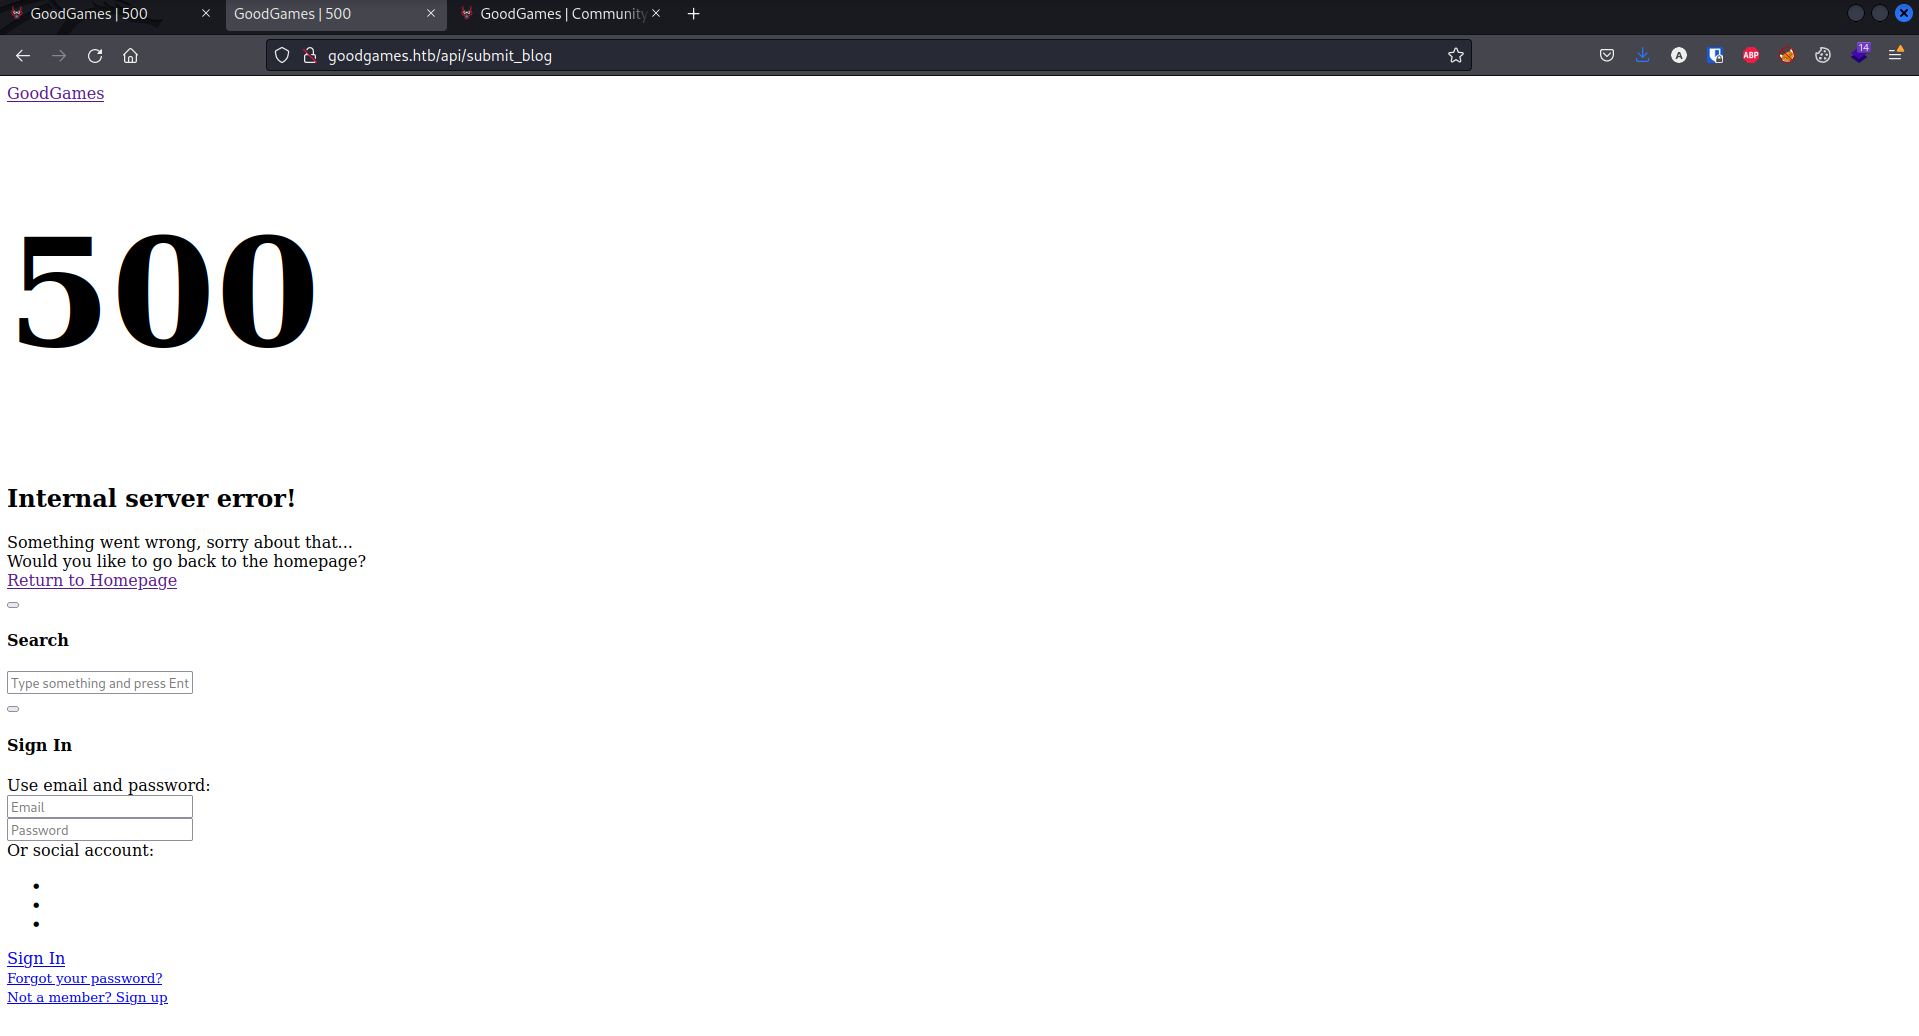 GoodGames | 500
GoodGames | 500
GoodGames | Community
goodgames.htb/api/submit_blog
A
ABP
14
GoodGames
500
Internal server error!
Something went wrong, sorry about that...
Would you like to go back to the homepage?
Return to Homepage
Search
Type something and press Ent
Sign In
Use email and password:
Email
Password
Or social account:
Sign In
Forgot your password?
Not a member? Sign up